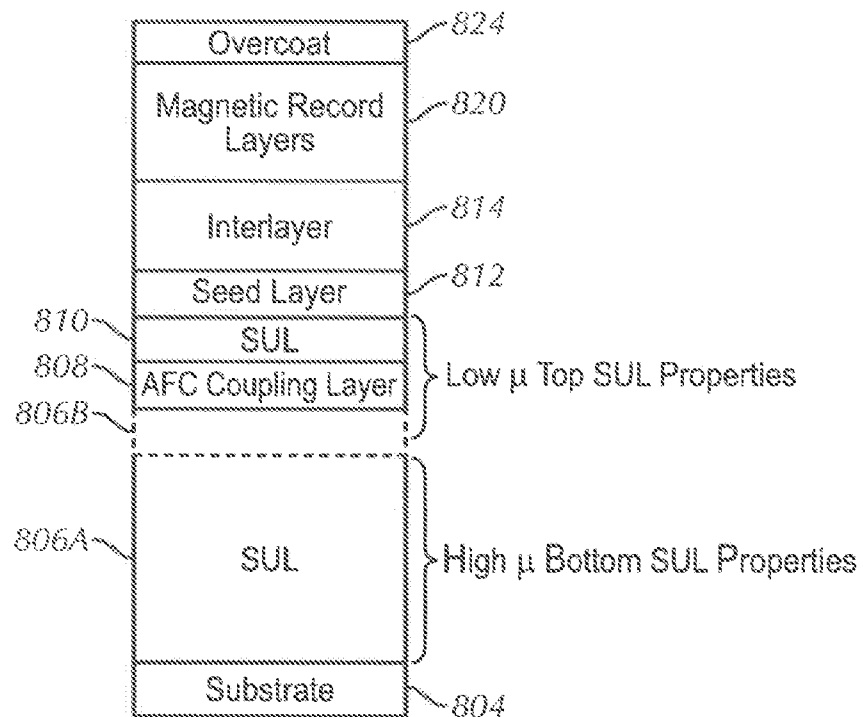 Overcoat
824
Magnetic Record
Layers
820
Interlayer
814
Seed Layer
812
810
SUL
808
AFC Coupling Layer
Low μ Top SUL Properties
806B
806A
SUL
High μ Bottom SUL Properties
Substrate
804